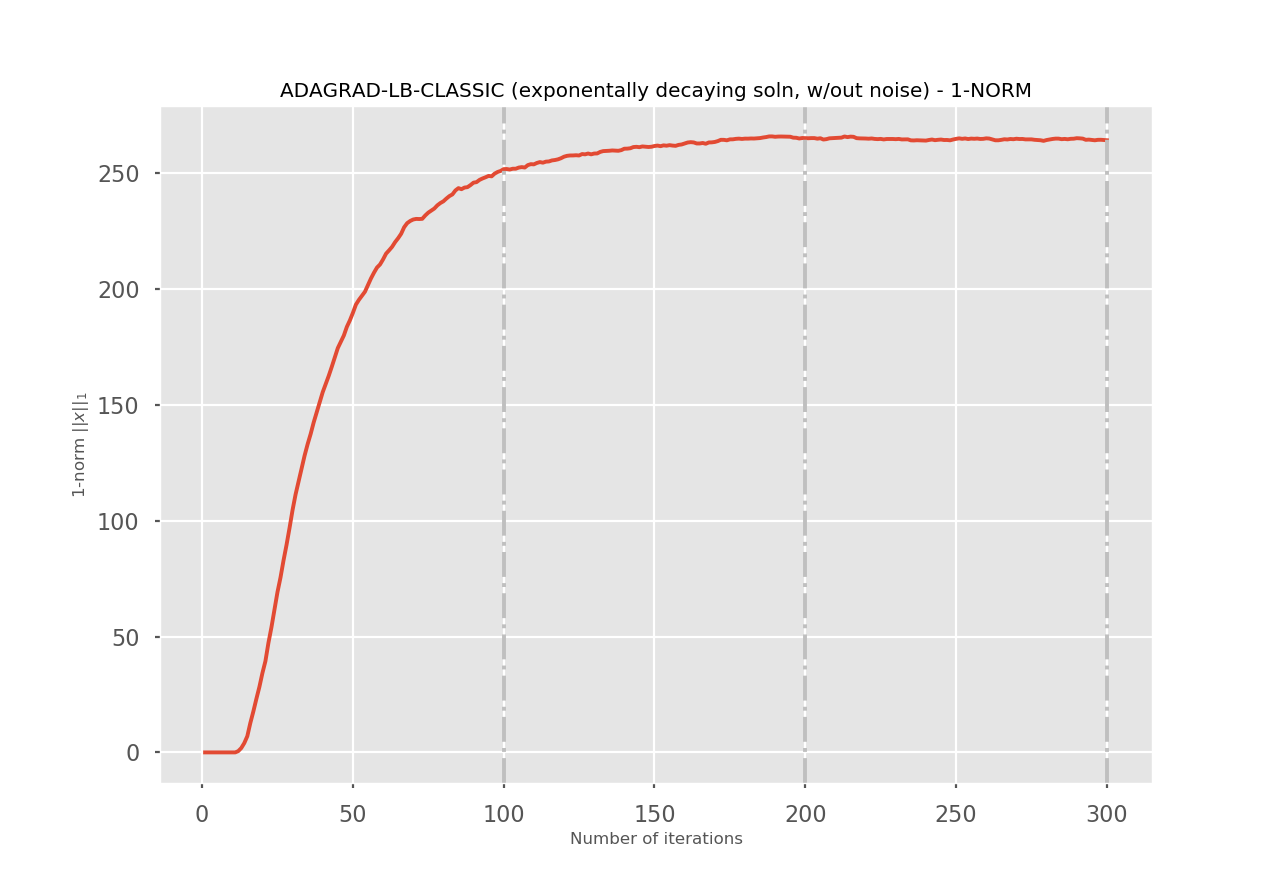 ADAGRAD-LB-CLASSIC (exponentially decaying soln, w/out noise) - 1-NORM
1-norm ||x||₁
250
200
150
100
50
0
0 50 100 150 200 250 300
Number of iterations